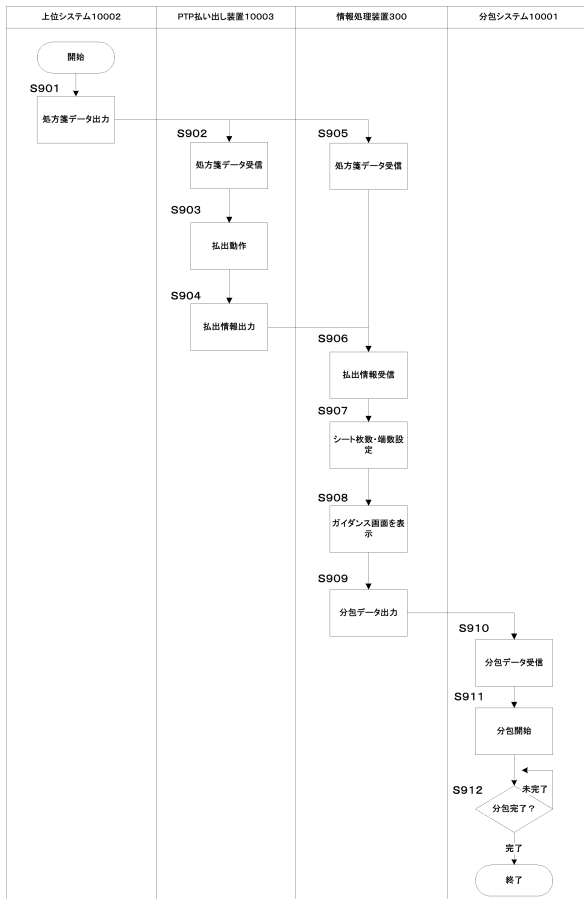 上位システム10002
PTP払い出し装置10003
情報処理装置300
分包システム10001
開始
S901
処方箋データ出力
S902
処方箋データ受信
S905
処方箋データ受信
S903
払出動作
S904
払出情報出力
S906
払出情報受信
S907
シート枚数・端数設
定
S908
ガイダンス画面を表
示
S909
分包データ出力
S910
分包データ受信
S911
分包開始
S912
未完了
分包完了？
完了
終了